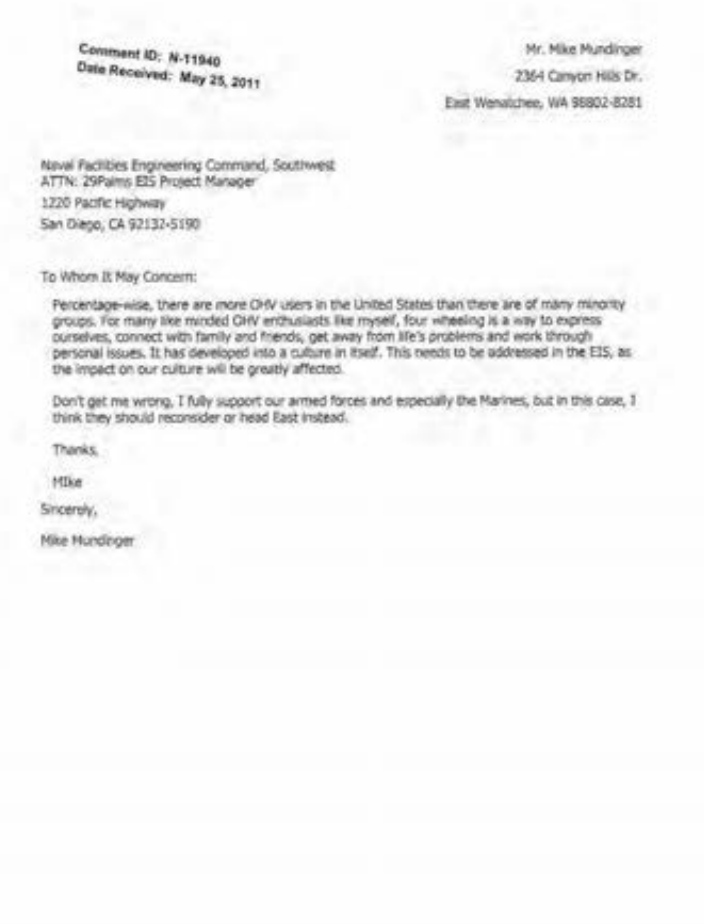 Comment ID: N-11940
Date Received: May 25, 2011
Mr. Mike Mundinger
2364 Canyon Hills Dr.
East Wenatchee, WA 98802-8281
Naval Facilities Engineering Command, Southwest
ATTN: 29Palms EIS Project Manager
1220 Pacific Highway
San Diego, CA 92132-5190
To Whom It May Concern:
Percentage-wise, there are more OHV users in the United States than there are of many minority
groups. For many like minded OHV enthusiasts like myself, four wheeling is a way to express
ourselves, connect with family and friends, get away from life's problems and work through
personal issues. It has developed into a culture in itself. This needs to be addressed in the EIS, as
the impact on our culture will be greatly affected.
Don't get me wrong, I fully support our armed forces and especially the Marines, but in this case, I
think they should reconsider or head East instead.
Thanks,
MIke
Sincerely,
Mike Mundinger